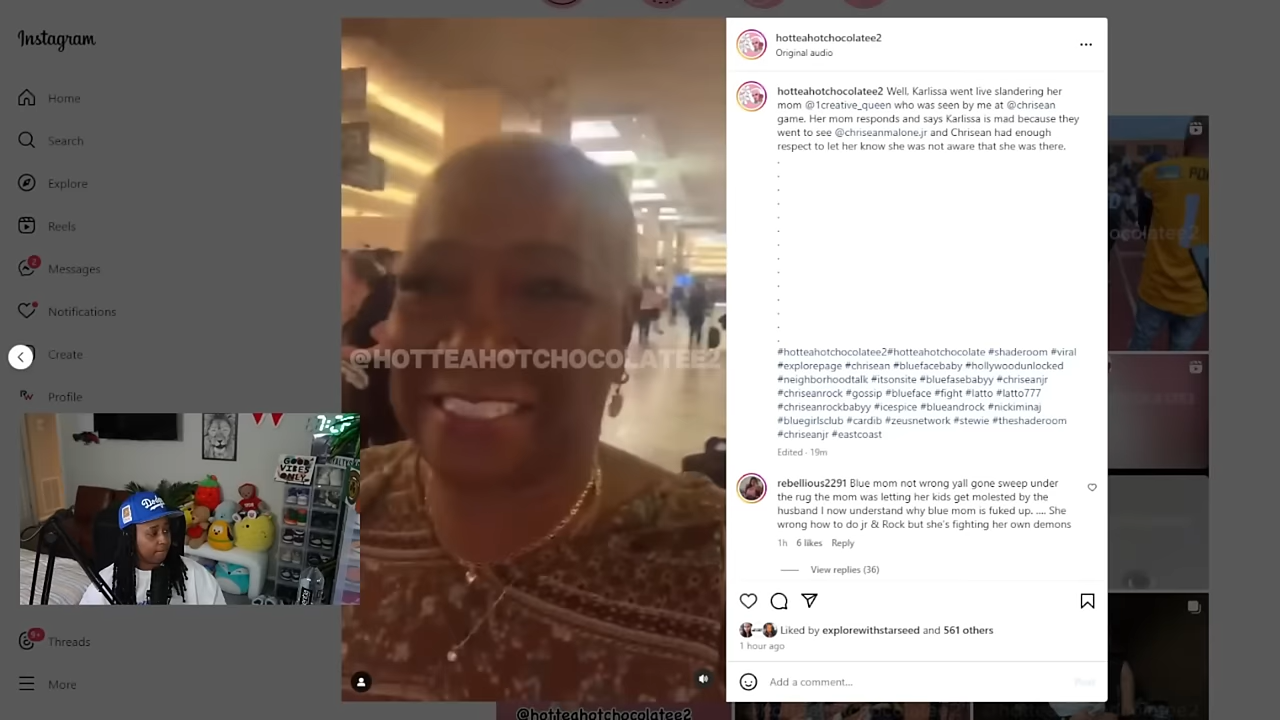 Instagram
Home
Search
Explore
Reels
2
Messages
Notifications
Create
Profile
9+
Threads
More
GOOD
VIBES
ONLY
Dodg
@HOTTEAHOTCHOCOLATEE2
hotteahotchocolatee2
Original audio
hotteahotchocolatee2 Well, Karlissa went live slandering her
mom @1creative_queen who was seen by me at @chrisean
game. Her mom responds and says Karlissa is mad because they
went to see @chriseanmalone.jr and Chrisean had enough
respect to let her know she was not aware that she was there.
.
.
.
.
.
.
.
.
.
.
.
.
.
.
#hotteahotchocolatee2#hotteahotchocolate #shaderoom #viral
#explorepage #chrisean #bluefacebaby #hollywoodunlocked
#neighborhoodtalk #itsonsite #bluefasebabyy #chriseanjr
#chriseanrock #gossip #blueface #fight #latto #latto777
#chriseanrockbabyy #icespice #blueandrock #nickiminaj
#bluegirlsclub #cardib #zeusnetwork #stewie #theshaderoom
#chriseanjr #eastcoast
Edited · 19m
rebellious2291 Blue mom not wrong yall gone sweep under
the rug the mom was letting her kids get molested by the
husband I now understand why blue mom is fuked up. .... She
wrong how to do jr & Rock but she's fighting her own demons
1h 6 likes Reply
View replies (36)
Liked by explorewithstarseed and 561 others
1 hour ago
Add a comment...
Post
@hotteahotchocolatee2